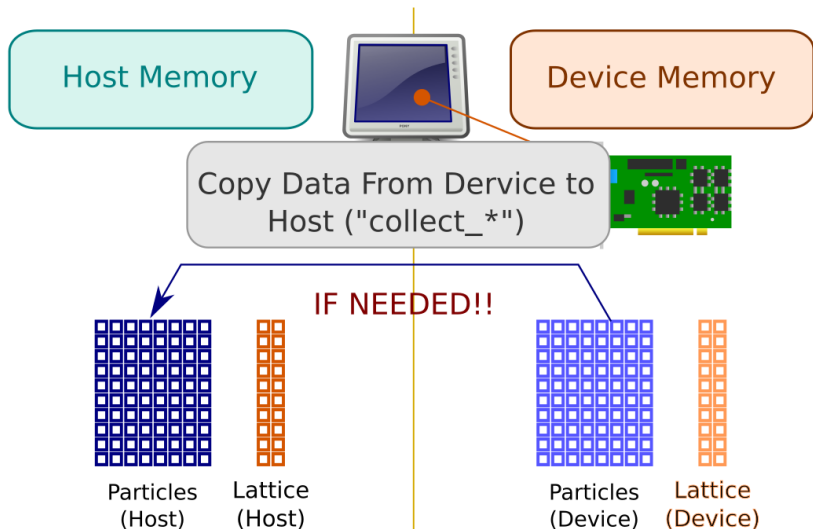 Host Memory
Device Memory
Copy Data From Dervice to
Host ("collect_*")
IF NEEDED!!
Particles
(Host)
Lattice
(Host)
Particles
(Device)
Lattice
(Device)